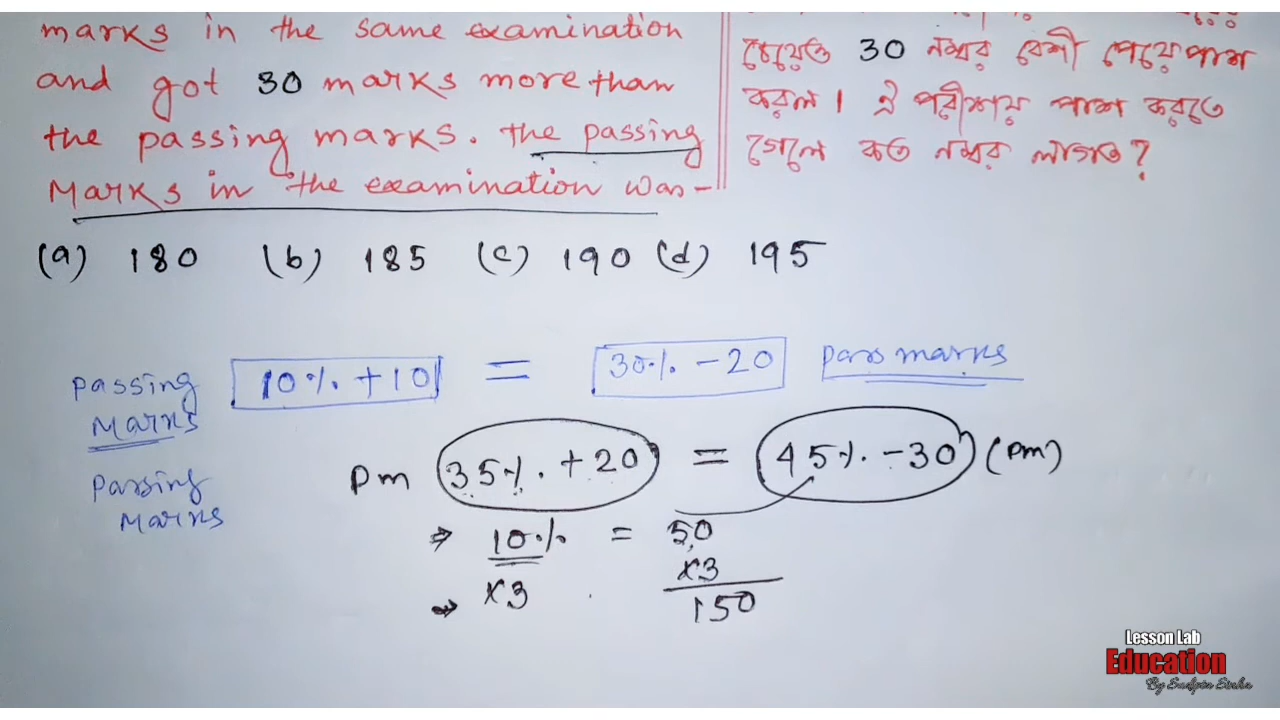 marks in the same examination
and got 30 marks more than
the passing marks. The passing
Marks in the examination was-
চেয়েও 30 নম্বর বেশী পেয়ে পাশ
করল। ঐ পরীক্ষায় পাশ করতে
গেলে কত নম্বর লাগত?
(a) 180 (b) 185 (c) 190 (d) 195
Passing Marks 10% +10 = 30% -20 Pass marks
Pm 35% +20 = 45% -30 (Pm)
Passing Marks
⇒ 10% = 50
⇒ x3 x3
150
Lesson Lab
Education
By Sudipta Sinha